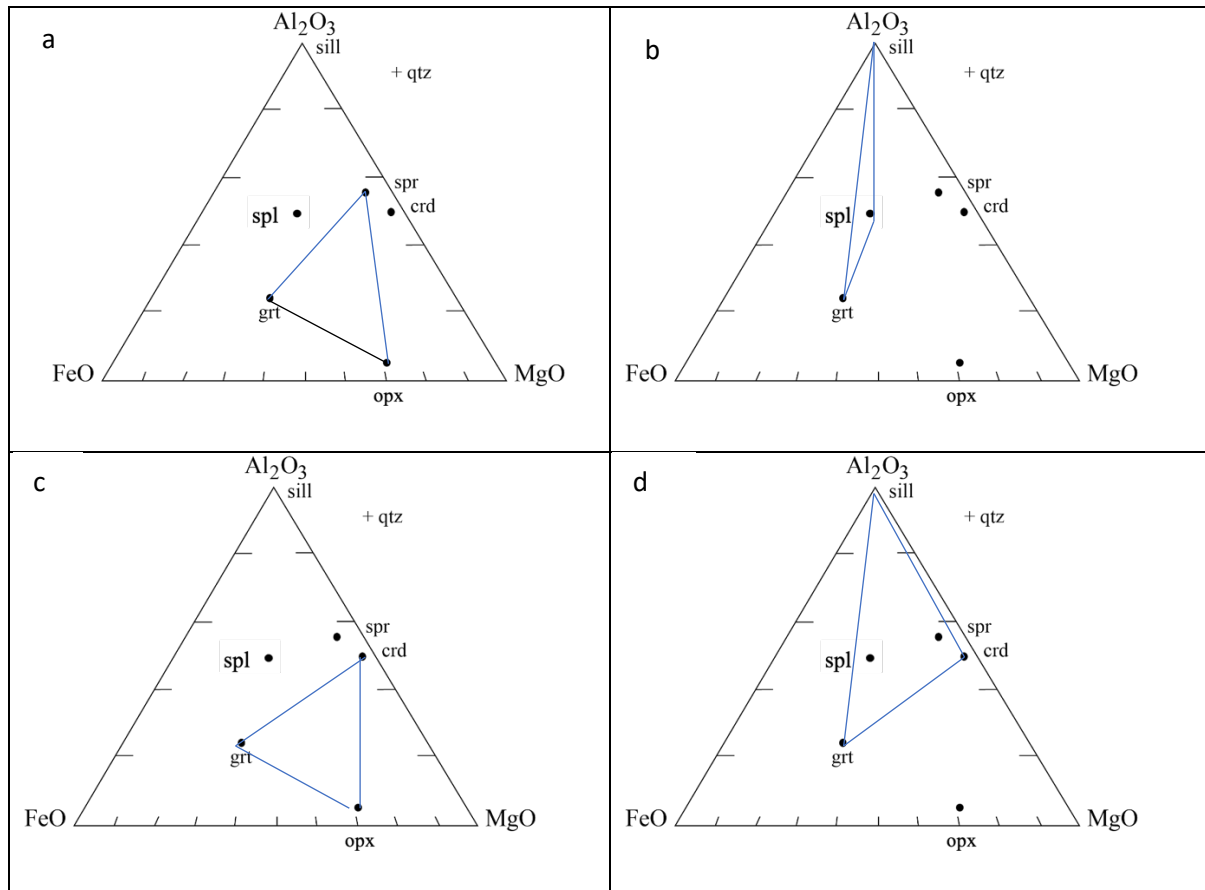 a
Al₂O₃
sill
+ qtz
spr
crd
spl
grt
FeO
MgO
opx
b
Al₂O₃
sill
+ qtz
spr
crd
spl
grt
FeO
MgO
opx
c
Al₂O₃
sill
+ qtz
spr
crd
spl
grt
FeO
MgO
opx
d
Al₂O₃
sill
+ qtz
spr
crd
spl
grt
FeO
MgO
opx